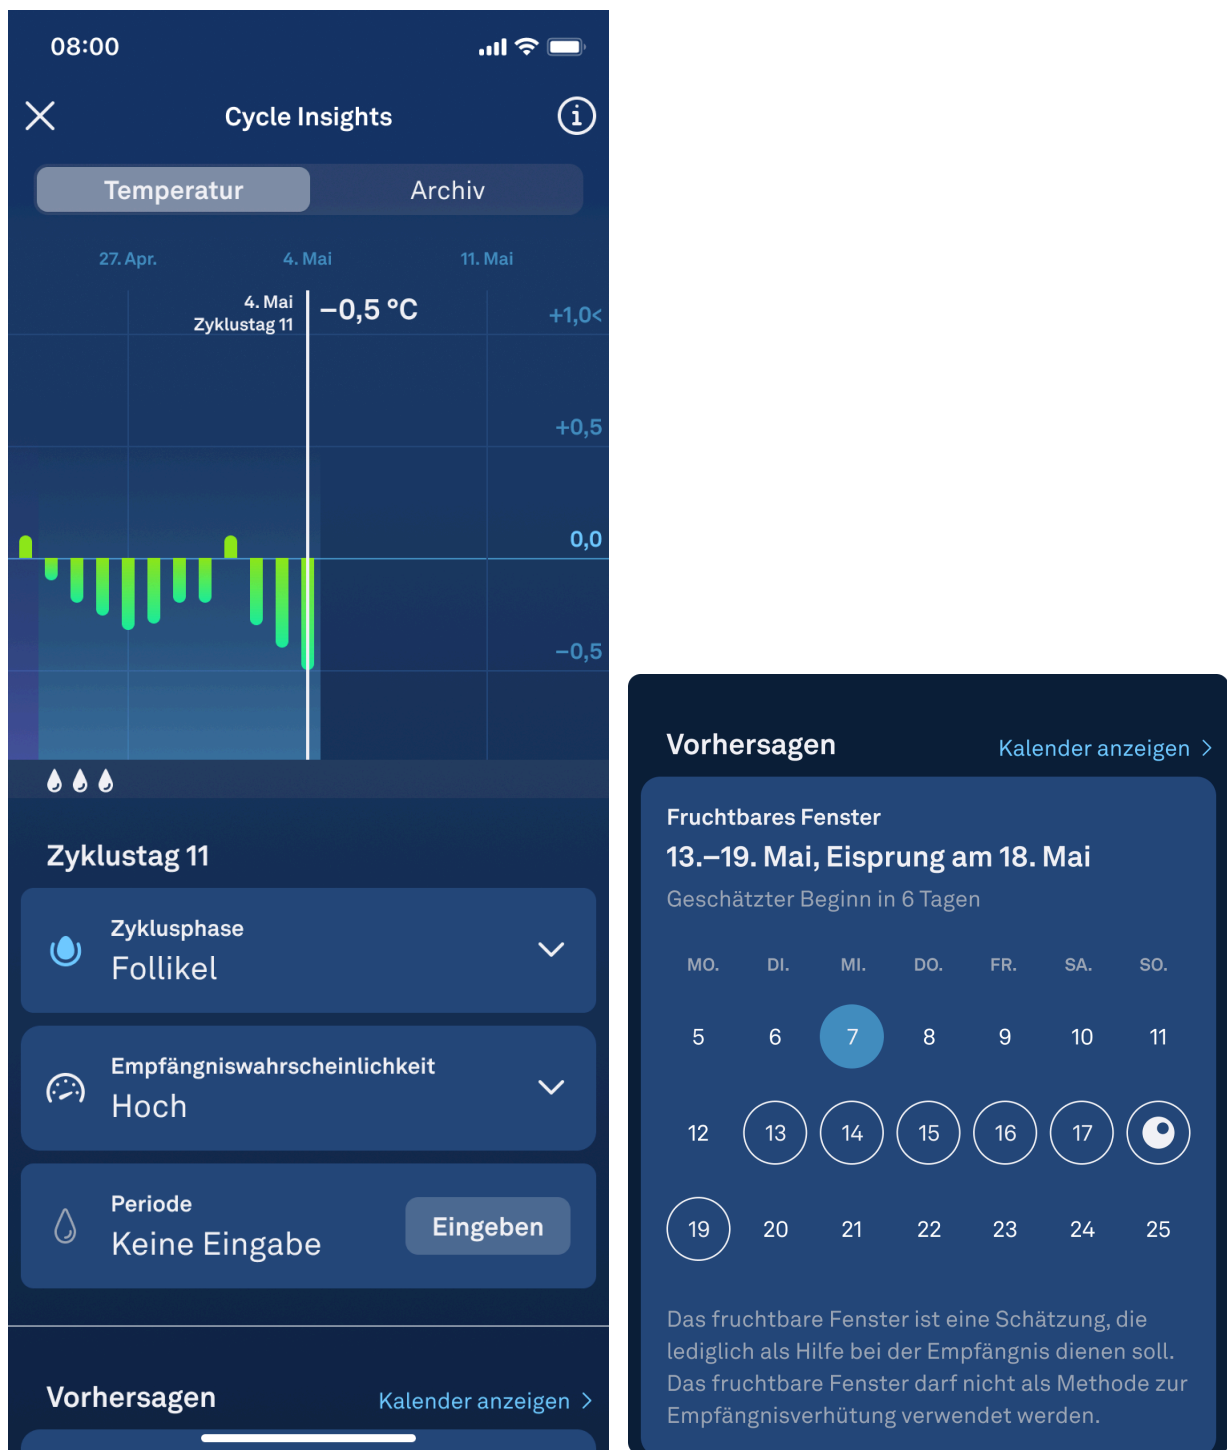 08:00
Cycle Insights
Temperatur
Archiv
27. Apr.
4. Mai
11. Mai
4. Mai
Zyklustag 11
−0,5 °C
+1,0<
+0,5
0,0
−0,5
Zyklustag 11
Zyklusphase
Follikel
Empfängniswahrscheinlichkeit
Hoch
Periode
Keine Eingabe
Eingeben
Vorhersagen
Kalender anzeigen >
Vorhersagen
Kalender anzeigen >
Fruchtbares Fenster
13.–19. Mai, Eisprung am 18. Mai
Geschätzter Beginn in 6 Tagen
MO. DI. MI. DO. FR. SA. SO.
5 6 7 8 9 10 11
12 13 14 15 16 17
19 20 21 22 23 24 25
Das fruchtbare Fenster ist eine Schätzung, die
lediglich als Hilfe bei der Empfängnis dienen soll.
Das fruchtbare Fenster darf nicht als Methode zur
Empfängnisverhütung verwendet werden.